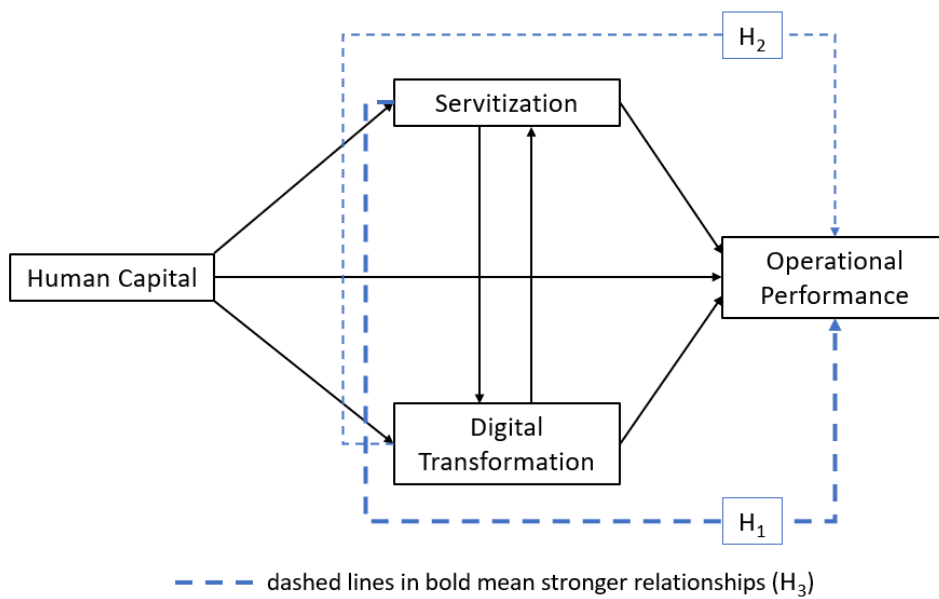 H2
Servitization
Human Capital
Operational
Performance
Digital
Transformation
H1
dashed lines in bold mean stronger relationships (H3)